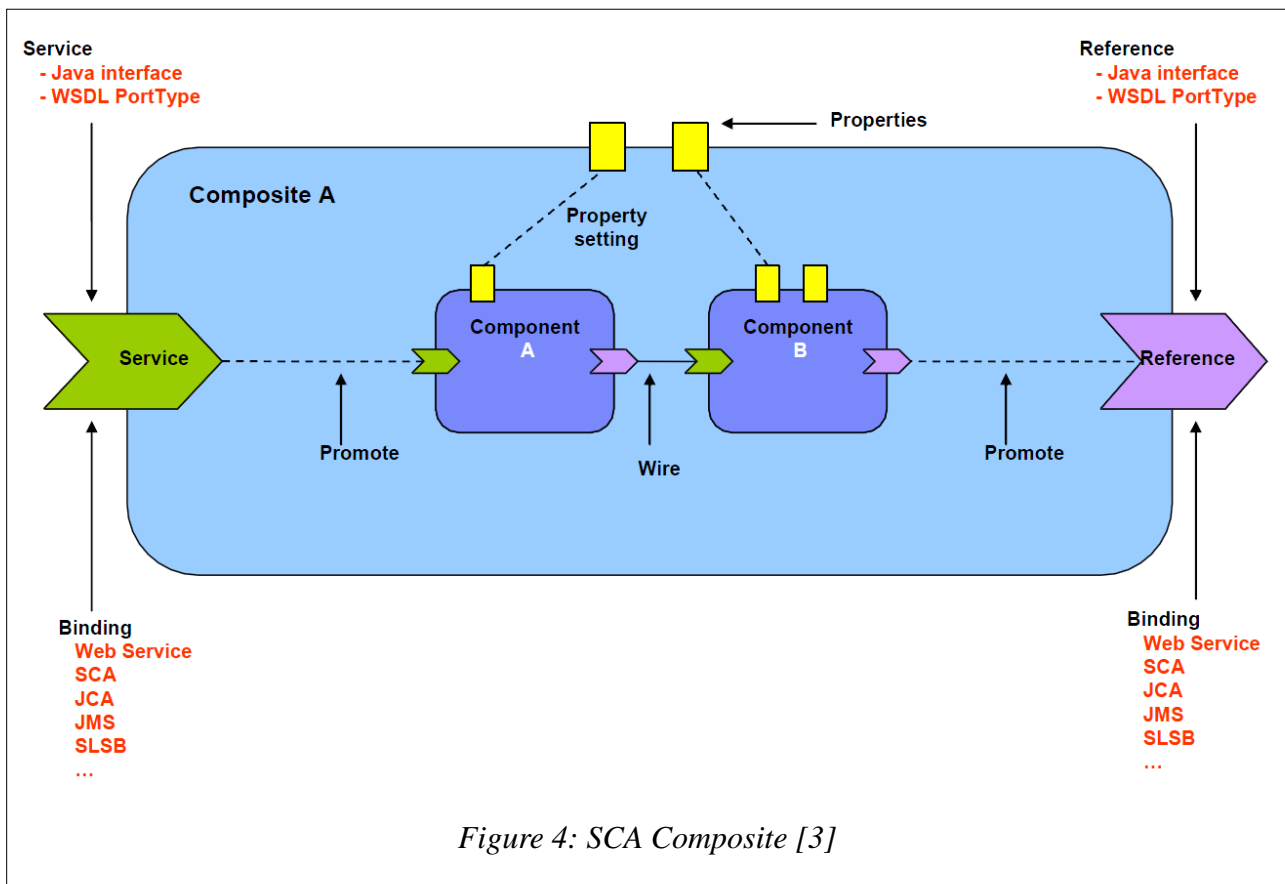 Service
- Java interface
- WSDL PortType
Reference
- Java interface
- WSDL PortType
Properties
Composite A
Property
setting
Component
A
Component
B
Service
Reference
Promote
Wire
Promote
Binding
Web Service
SCA
JCA
JMS
SLSB
…
Binding
Web Service
SCA
JCA
JMS
SLSB
…
Figure 4: SCA Composite [3]